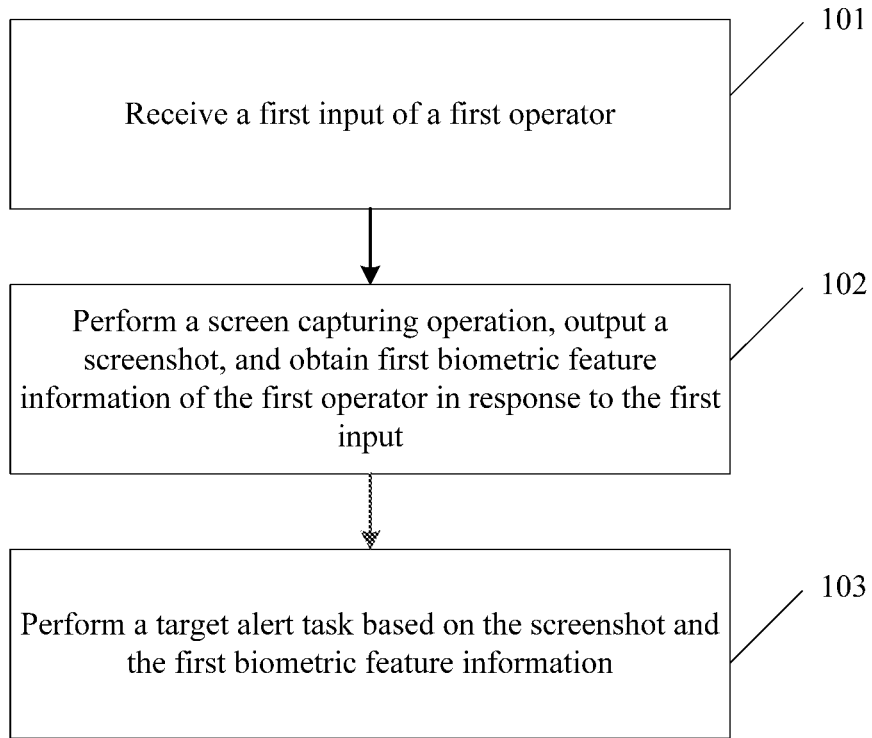 101
Receive a first input of a first operator
102
Perform a screen capturing operation, output a
screenshot, and obtain first biometric feature
information of the first operator in response to the first
input
103
Perform a target alert task based on the screenshot and
the first biometric feature information